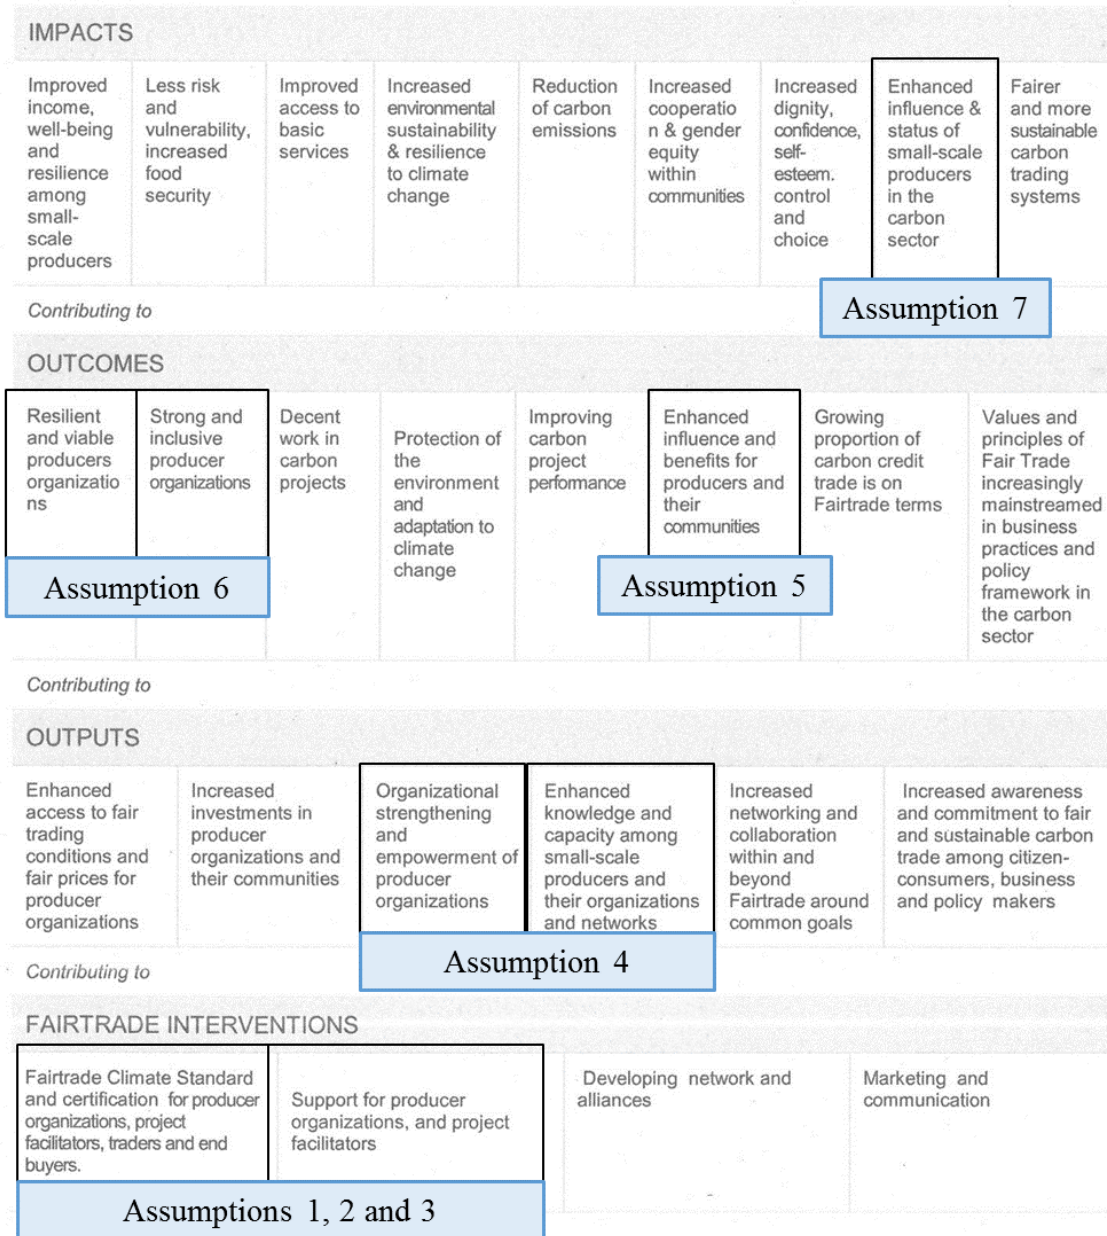 IMPACTS
Improved
income,
well-being
and
resilience
among
small-
scale
producers
Less risk
and
vulnerability,
increased
food
security
Improved
access to
basic
services
Increased
environmental
sustainability
& resilience
to climate
change
Reduction
of carbon
emissions
Increased
cooperatio
n & gender
equity
within
communities
Increased
dignity,
confidence,
self-
esteem.
control
and
choice
Enhanced
influence &
status of
small-scale
producers
in the
carbon
sector
Fairer
and more
sustainable
carbon
trading
systems
Assumption 7
Contributing to
OUTCOMES
Resilient
and viable
producers
organizatio
ns
Strong and
inclusive
producer
organizations
Decent
work in
carbon
projects
Protection of
the
environment
and
adaptation to
climate
change
Improving
carbon
project
performance
Enhanced
influence and
benefits for
producers and
their
communities
Growing
proportion of
carbon credit
trade is on
Fairtrade terms
Values and
principles of
Fair Trade
increasingly
mainstreamed
in business
practices and
policy
framework in
the carbon
sector
Assumption 6
Assumption 5
Contributing to
OUTPUTS
Enhanced
access to fair
trading
conditions and
fair prices for
producer
organizations
Increased
investments in
producer
organizations and
their communities
Organizational
strengthening
and
empowerment of
producer
organizations
Enhanced
knowledge and
capacity among
small-scale
producers and
their organizations
and networks
Increased
networking and
collaboration
within and
beyond
Fairtrade around
common goals
Increased awareness
and commitment to fair
and sustainable carbon
trade among citizen-
consumers, business
and policy makers
Assumption 4
Contributing to
FAIRTRADE INTERVENTIONS
Fairtrade Climate Standard
and certification for producer
organizations, project
facilitators, traders and end
buyers.
Support for producer
organizations, and project
facilitators
Developing network and
alliances
Marketing and
communication
Assumptions 1, 2 and 3